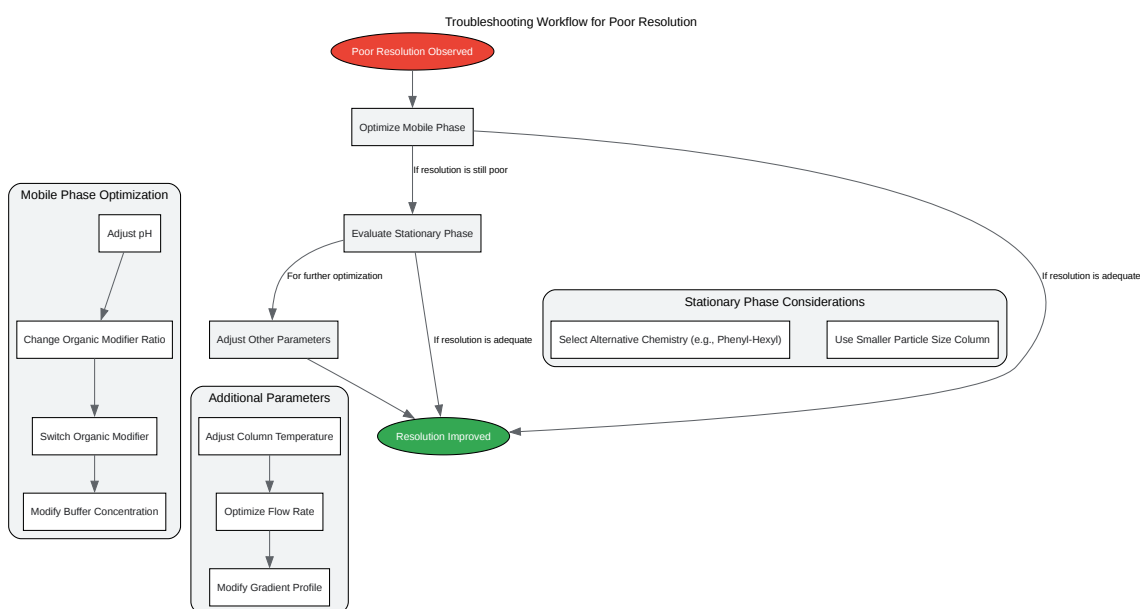 Troubleshooting Workflow for Poor Resolution
Poor Resolution Observed
Optimize Mobile Phase
If resolution is still poor
Evaluate Stationary Phase
If resolution is adequate
For further optimization
Adjust Other Parameters
If resolution is adequate
Resolution Improved
Mobile Phase Optimization
Adjust pH
Change Organic Modifier Ratio
Switch Organic Modifier
Modify Buffer Concentration
Additional Parameters
Adjust Column Temperature
Optimize Flow Rate
Modify Gradient Profile
Stationary Phase Considerations
Select Alternative Chemistry (e.g., Phenyl-Hexyl)
Use Smaller Particle Size Column